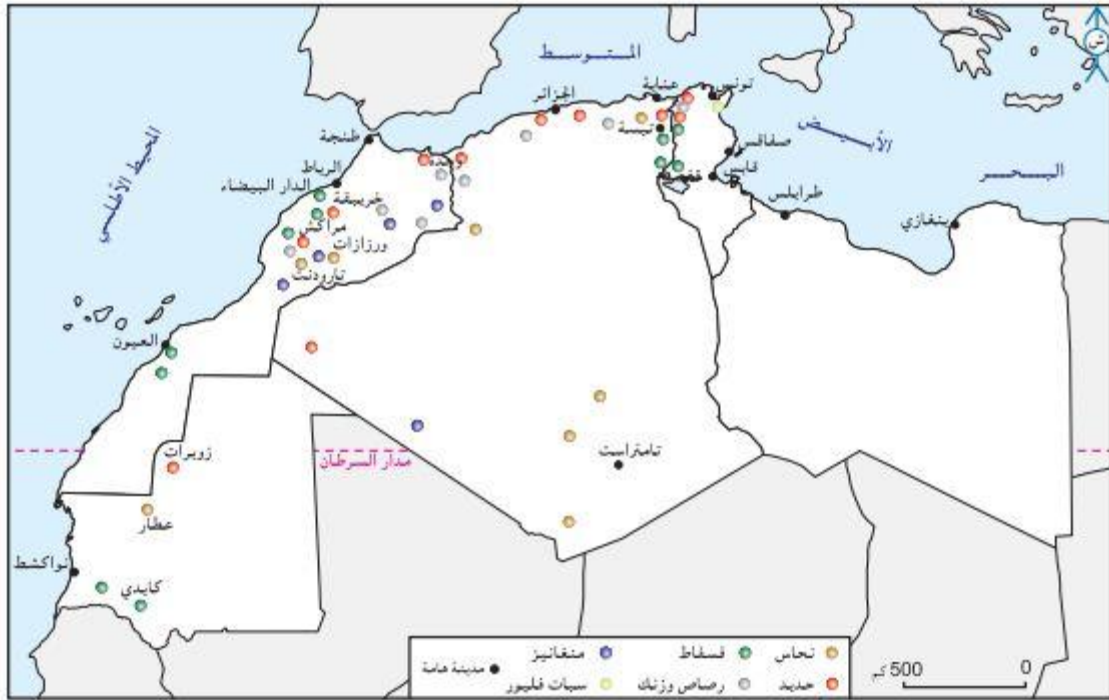 ش
المتوسط
الأبيض
البحر
المحيط الأطلسي
طنجة
الرباط
الدار البيضاء
خريبقة
مراكش
ورزازات
تارودنت
وجدة
الجزائر
عنابة
تبسة
تونس
صفاقس
قابس
قفصة
طرابلس
بنغازي
العيون
زويرات
مدار السرطان
تامنراست
عطار
نواكشط
كايدي
نحاس
فسفاط
منغانيز
مدينة هامة
حديد
رصاص وزنك
سبات فليور
500 كم
0